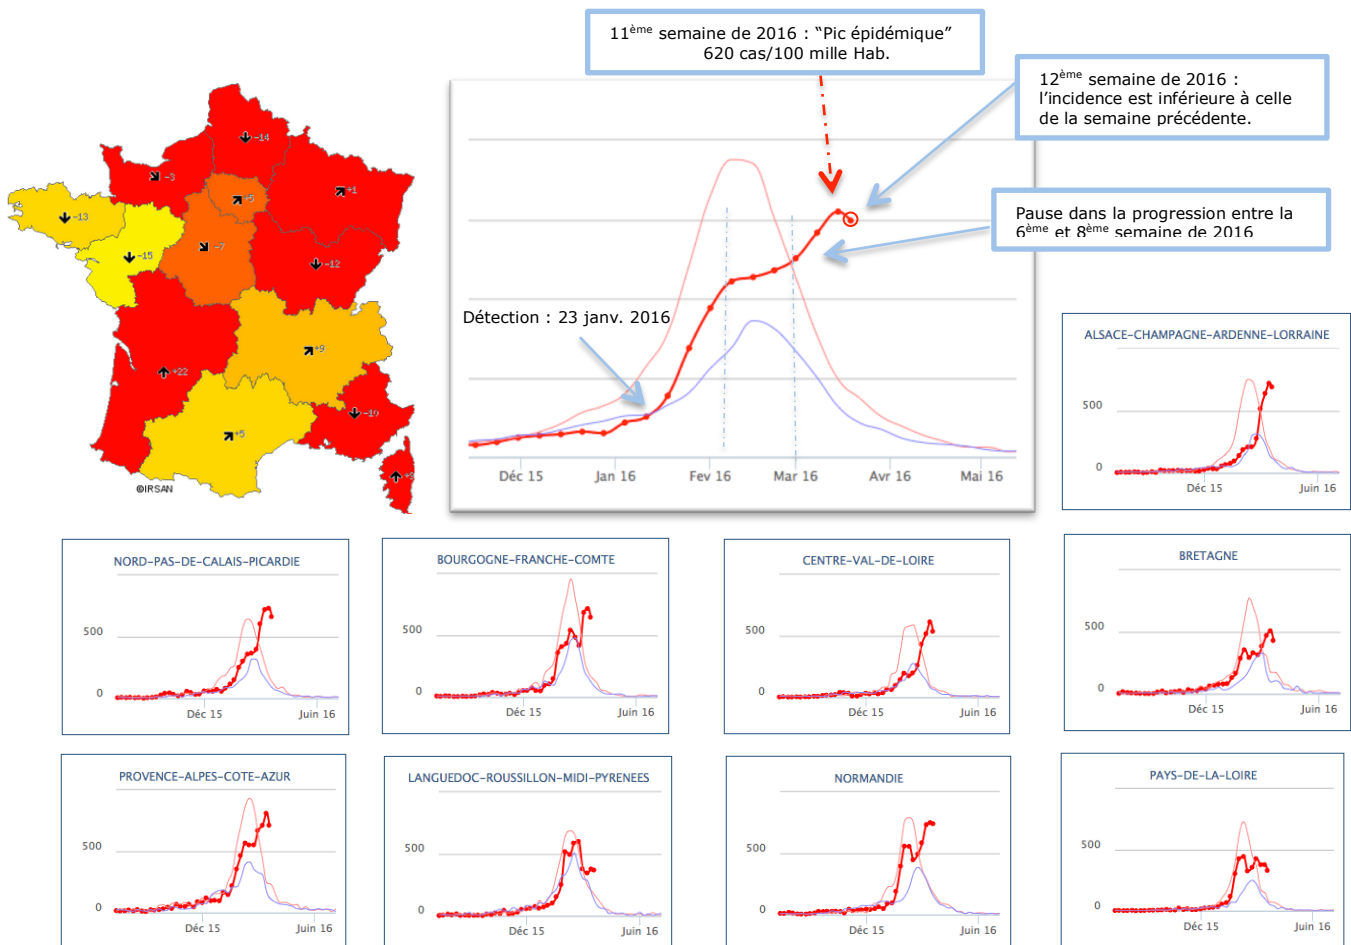 11ème semaine de 2016 : “Pic épidémique”
620 cas/100 mille Hab.
12ème semaine de 2016 :
l’incidence est inférieure à celle
de la semaine précédente.
Pause dans la progression entre la
6ème et 8ème semaine de 2016
Détection : 23 janv. 2016
Déc 15 Jan 16 Fev 16 Mar 16 Avr 16 Mai 16
-14
-3
+1
+5
-13
-7
-15
-12
+9
+22
+5
©IRSAN
ALSACE-CHAMPAGNE-ARDENNE-LORRAINE
500
0
Déc 15 Juin 16
NORD-PAS-DE-CALAIS-PICARDIE
500
0
Déc 15 Juin 16
BOURGOGNE-FRANCHE-COMTE
500
0
Déc 15 Juin 16
CENTRE-VAL-DE-LOIRE
500
0
Déc 15 Juin 16
BRETAGNE
500
0
Déc 15 Juin 16
PROVENCE-ALPES-COTE-AZUR
500
0
Déc 15 Juin 16
LANGUEDOC-ROUSSILLON-MIDI-PYRENEES
500
0
Déc 15 Juin 16
NORMANDIE
500
0
Déc 15 Juin 16
PAYS-DE-LA-LOIRE
500
0
Déc 15 Juin 16